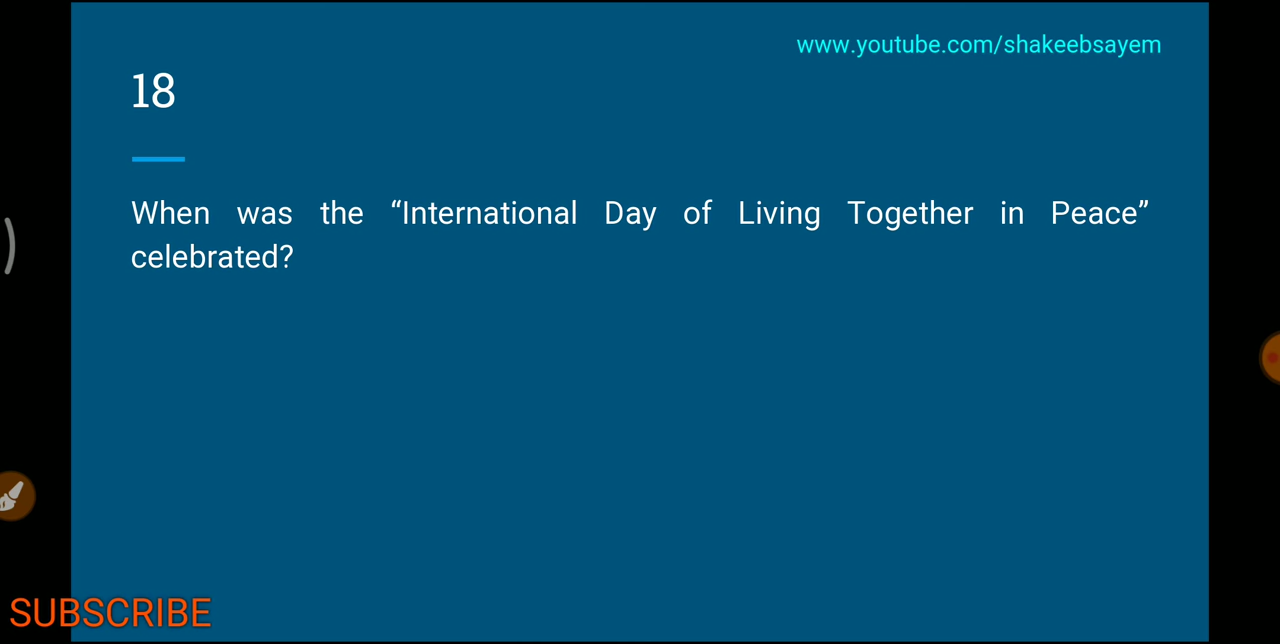 www.youtube.com/shakeebsayem
18
When was the “International Day of Living Together in Peace”
celebrated?
SUBSCRIBE